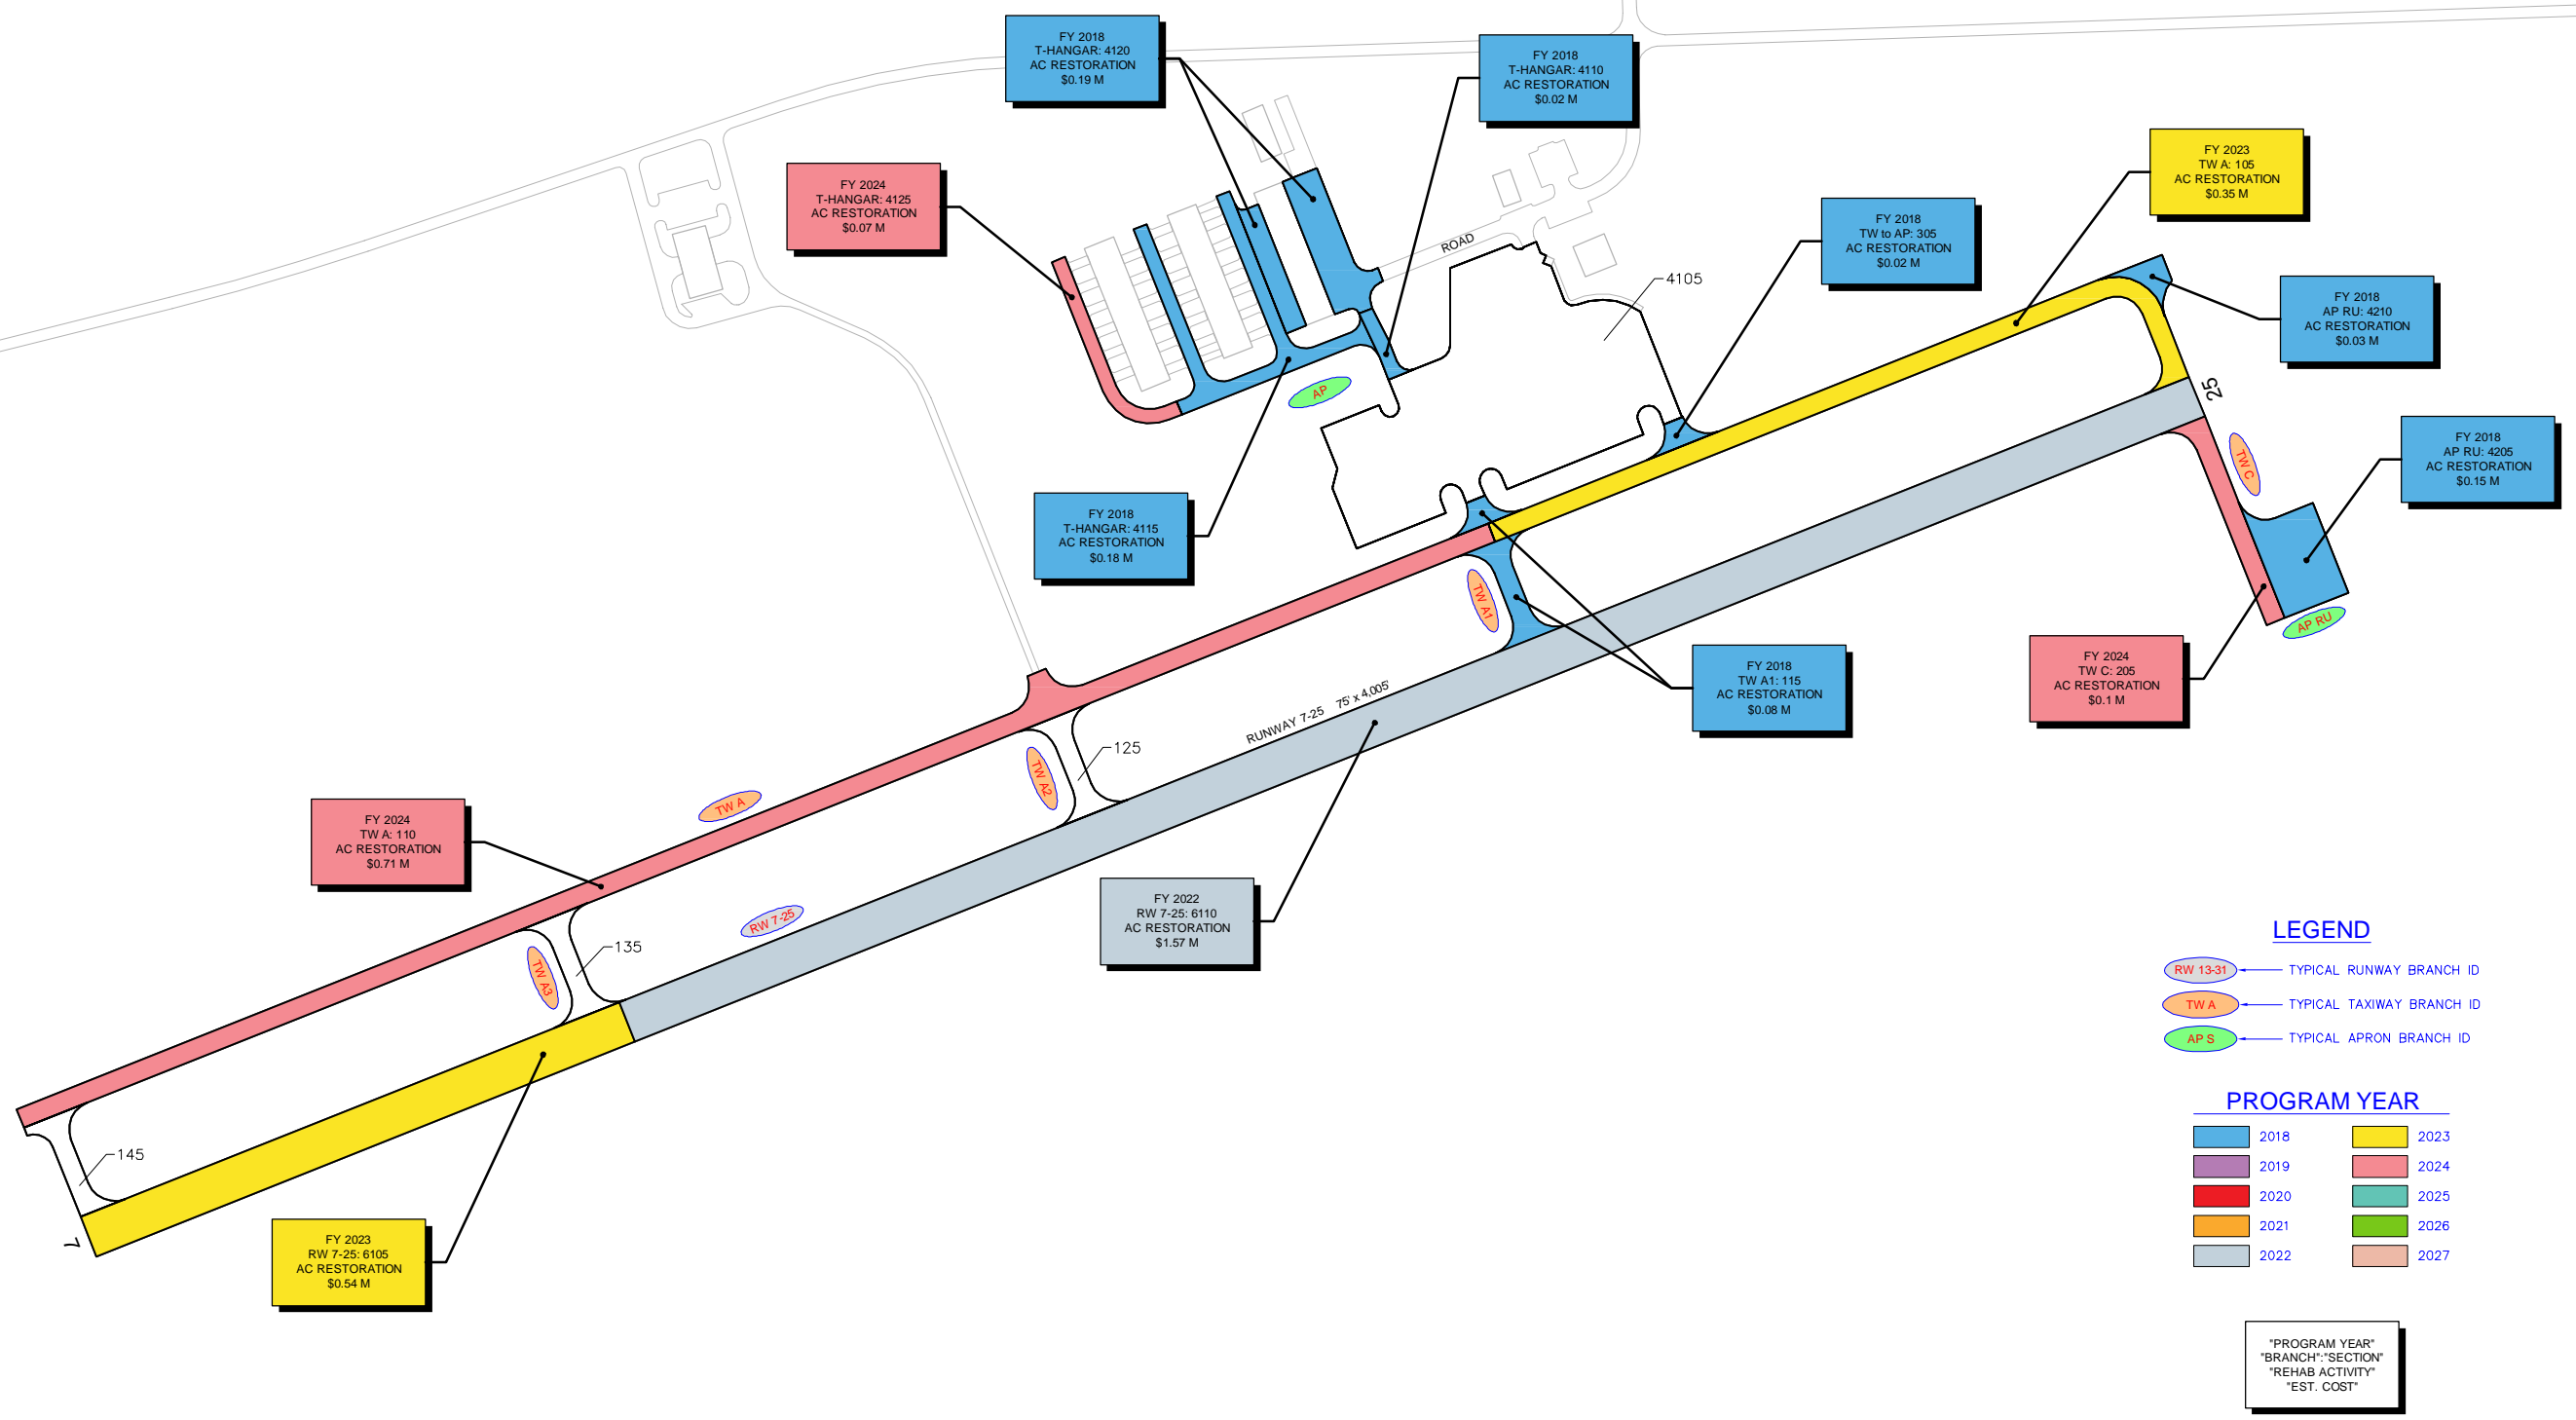 FY 2018
T-HANGAR: 4120
AC RESTORATION
$0.19 M
FY 2018
T-HANGAR: 4110
AC RESTORATION
$0.02 M
FY 2023
TW A: 105
AC RESTORATION
$0.35 M
FY 2024
T-HANGAR: 4125
AC RESTORATION
$0.07 M
FY 2018
TW to AP: 305
AC RESTORATION
$0.02 M
ROAD
4105
FY 2018
AP RU: 4210
AC RESTORATION
$0.03 M
AP
25
FY 2018
AP RU: 4205
AC RESTORATION
$0.15 M
TW C
FY 2018
T-HANGAR: 4115
AC RESTORATION
$0.18 M
TW A1
AP RU
FY 2018
TW A1: 115
AC RESTORATION
$0.08 M
FY 2024
TW C: 205
AC RESTORATION
$0.1 M
RUNWAY 7-25 75' x 4,005'
125
TW A2
TW A
FY 2024
TW A: 110
AC RESTORATION
$0.71 M
RW 7-25
FY 2022
RW 7-25: 6110
AC RESTORATION
$1.57 M
135
TW A3
145
7
FY 2023
RW 7-25: 6105
AC RESTORATION
$0.54 M
LEGEND
RW 13-31 TYPICAL RUNWAY BRANCH ID
TW A TYPICAL TAXIWAY BRANCH ID
AP S TYPICAL APRON BRANCH ID
PROGRAM YEAR
2018 2023
2019 2024
2020 2025
2021 2026
2022 2027
"PROGRAM YEAR"
"BRANCH":"SECTION"
"REHAB ACTIVITY"
"EST. COST"